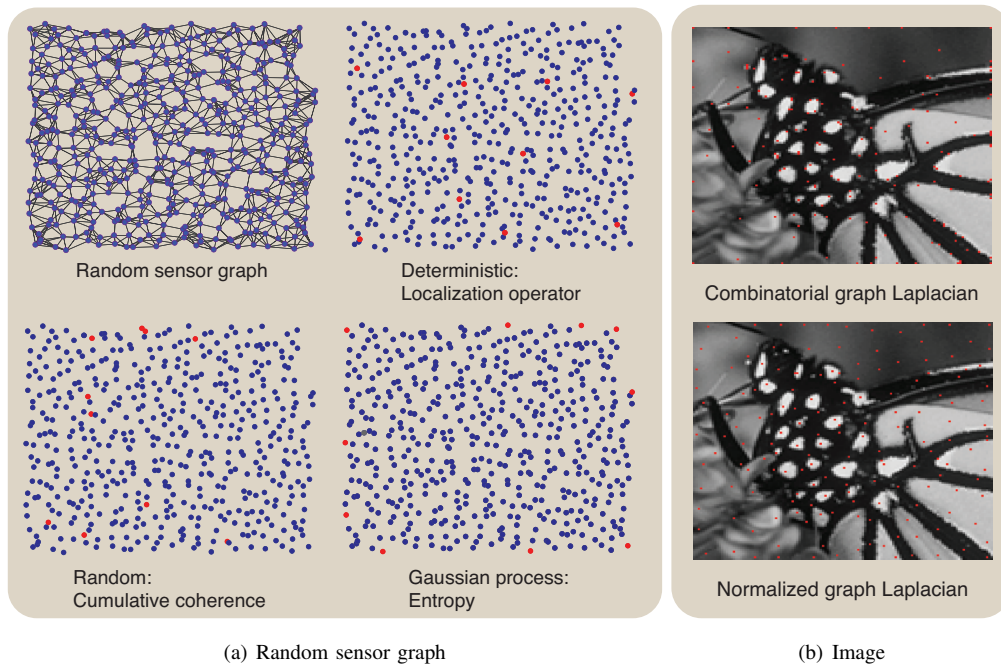 Random sensor graph
Deterministic:
Localization operator
Random:
Cumulative coherence
Gaussian process:
Entropy
Combinatorial graph Laplacian
Normalized graph Laplacian
(a) Random sensor graph
(b) Image